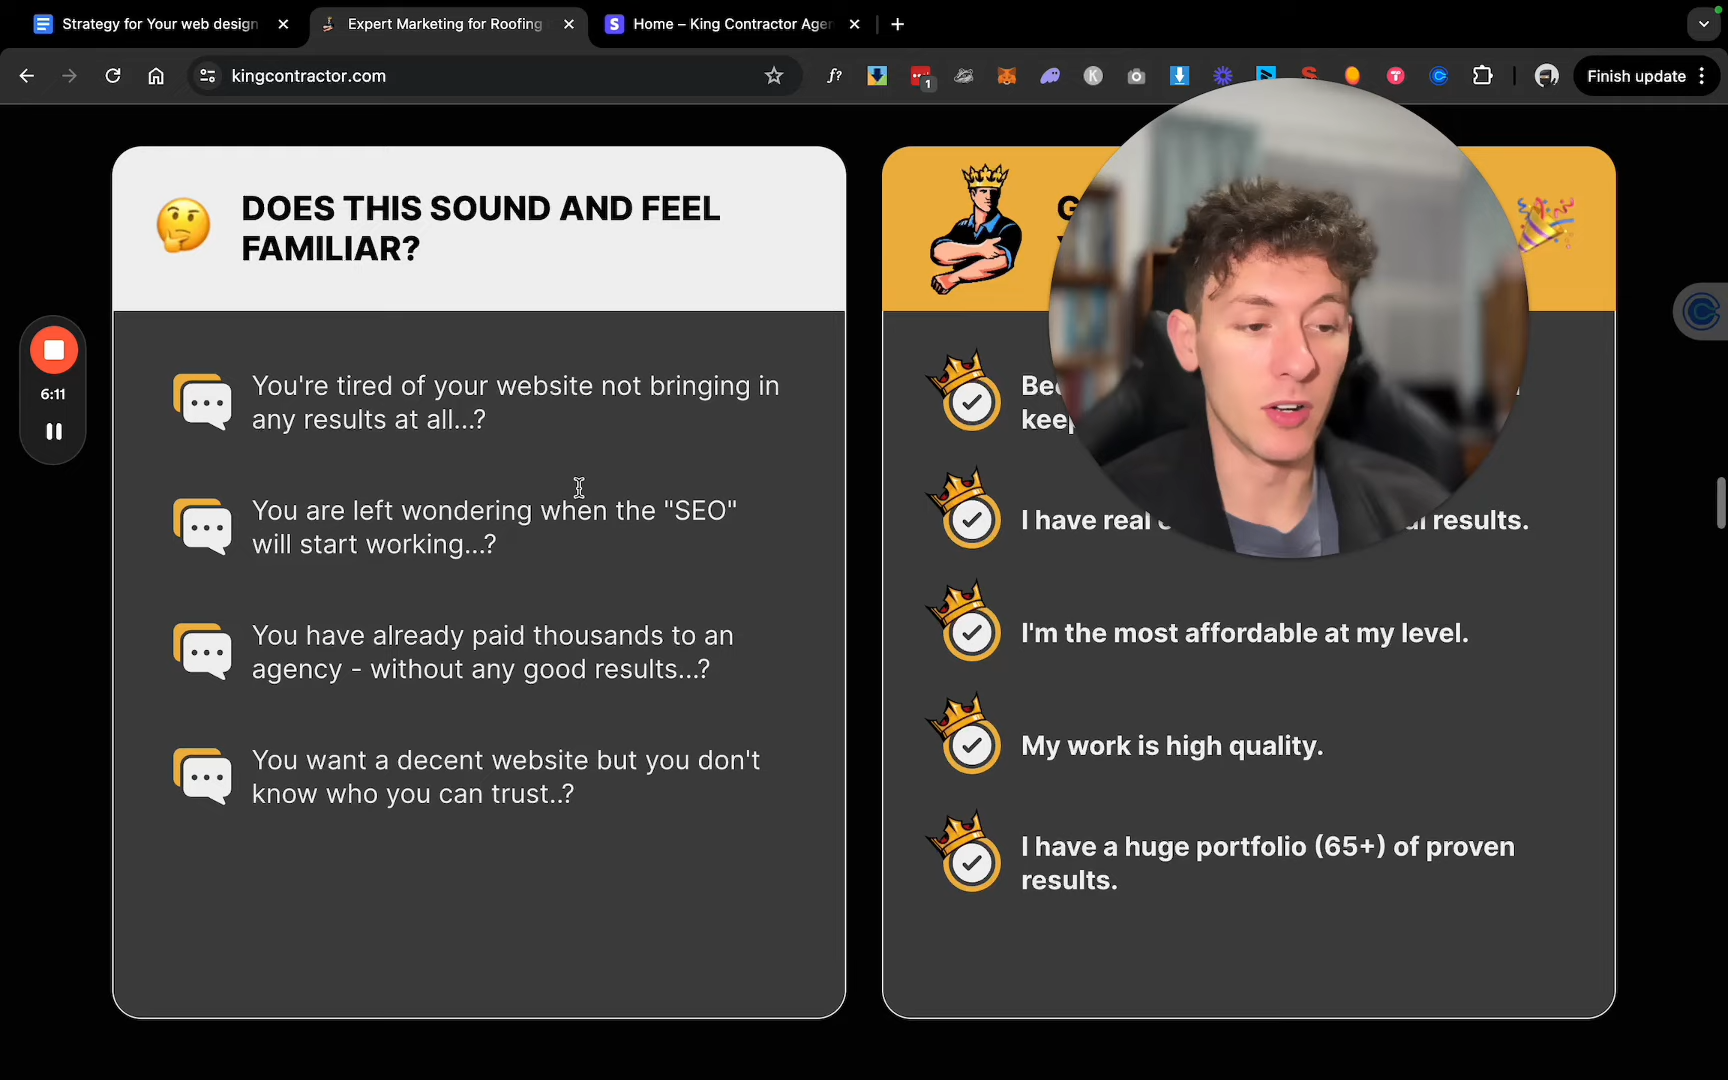 Strategy for Your web design
Expert Marketing for Roofing
Home – King Contractor Agen
kingcontractor.com
Finish update
DOES THIS SOUND AND FEEL
FAMILIAR?
6:11
You're tired of your website not bringing in
any results at all...?
You are left wondering when the "SEO"
will start working...?
You have already paid thousands to an
agency - without any good results...?
You want a decent website but you don't
know who you can trust..?
I have real
results.
I'm the most affordable at my level.
My work is high quality.
I have a huge portfolio (65+) of proven
results.